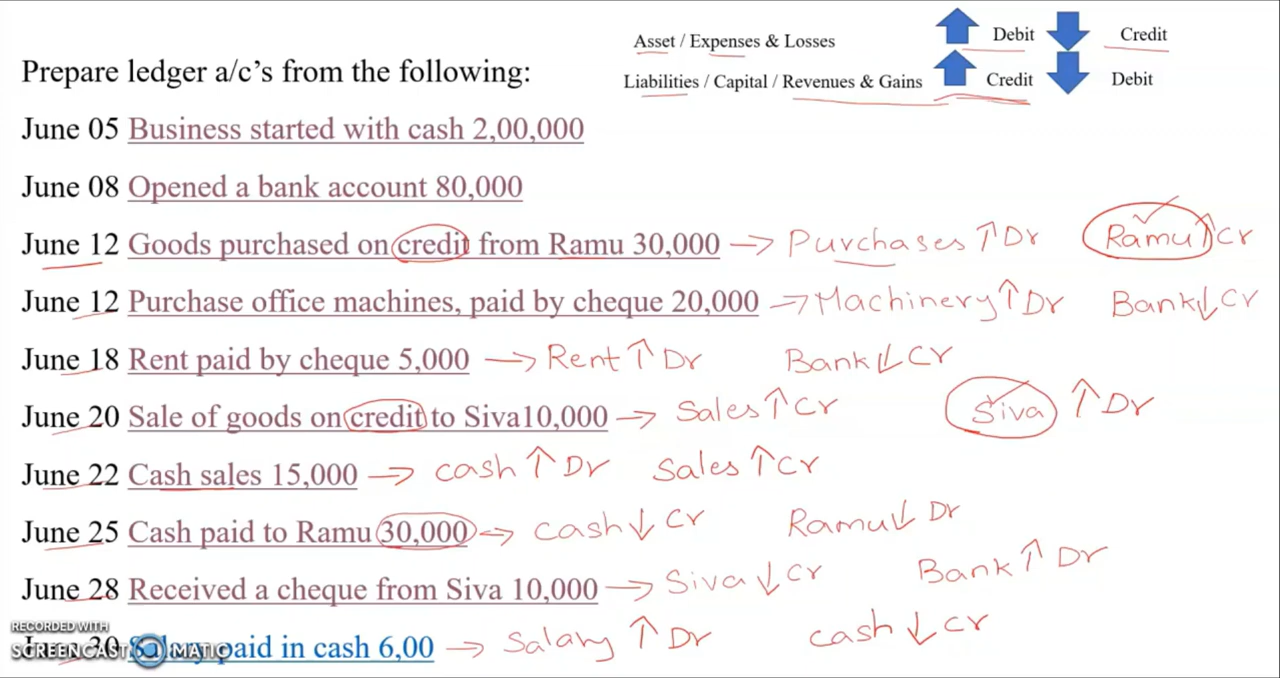 Asset / Expenses & Losses Debit Credit
Prepare ledger a/c's from the following:
Liabilities / Capital / Revenues & Gains Credit Debit
June 05 Business started with cash 2,00,000
June 08 Opened a bank account 80,000
June 12 Goods purchased on credit from Ramu 30,000 → Purchases ↑ Dr Ramu ↑ Cr
June 12 Purchase office machines, paid by cheque 20,000 → Machinery ↑ Dr Bank ↓ Cr
June 18 Rent paid by cheque 5,000 → Rent ↑ Dr Bank ↓ Cr
June 20 Sale of goods on credit to Siva10,000 → Sales ↑ Cr Siva ↑ Dr
June 22 Cash sales 15,000 → Cash ↑ Dr Sales ↑ Cr
June 25 Cash paid to Ramu 30,000 → Cash ↓ Cr Ramu ↓ Dr
June 28 Received a cheque from Siva 10,000 → Siva ↓ Cr Bank ↑ Dr
RECORDED WITH
SCREENCAST MATIC
paid in cash 6,00 → Salary ↑ Dr cash ↓ Cr